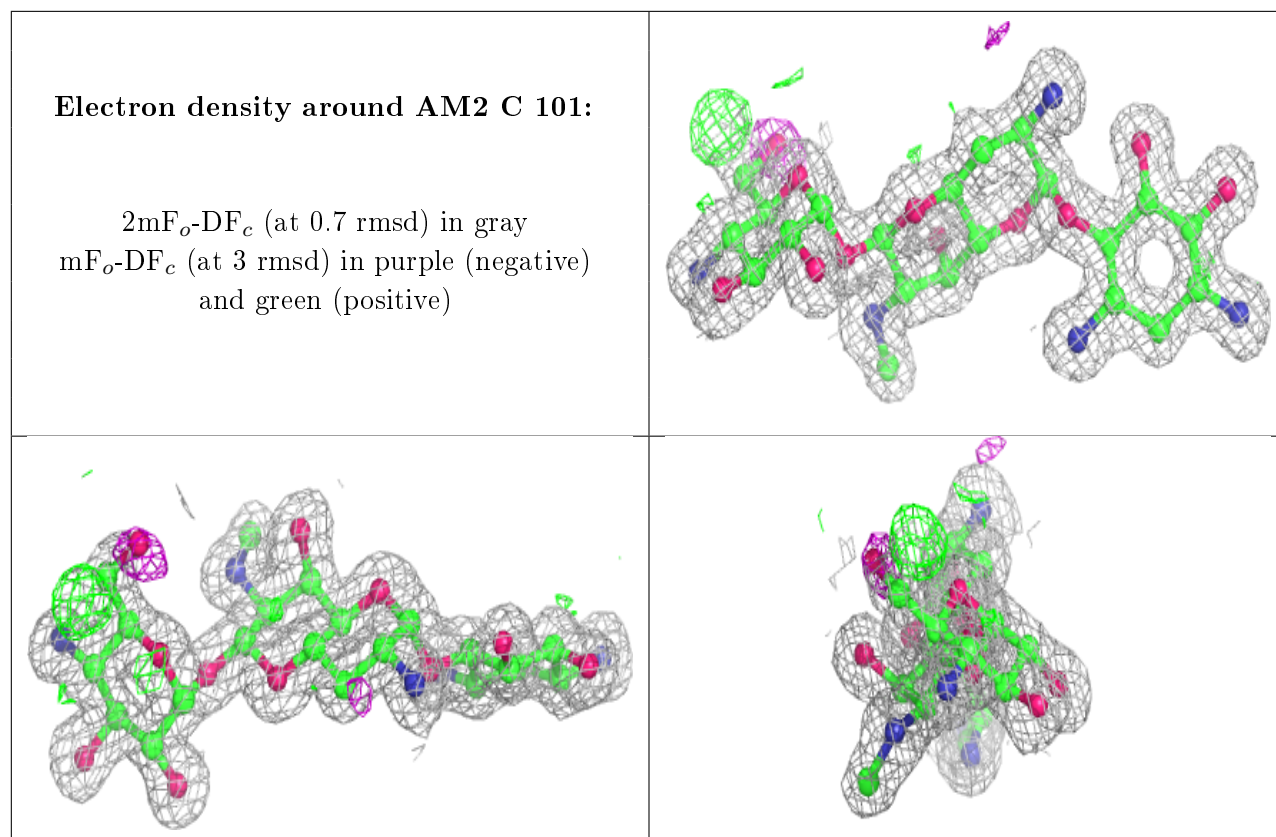 Electron density around AM2 C 101:
2mFₒ-DF𝒸 (at 0.7 rmsd) in gray
mFₒ-DF𝒸 (at 3 rmsd) in purple (negative)
and green (positive)